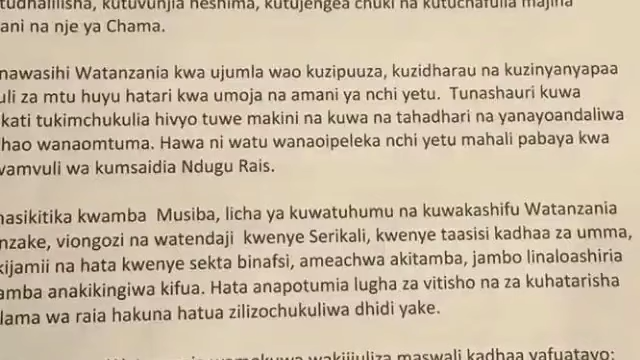 kutuvunjia heshima, kutujengea chuki na kutuchafulia majina
ani na nje ya Chama.
nawasihi Watanzania kwa ujumla wao kuzipuuza, kuzidharau na kuzinyanyapaa
uli za mtu huyu hatari kwa umoja na amani ya nchi yetu. Tunashauri kuwa
kati tukimchukulia hivyo tuwe makini na kuwa na tahadhari na yanayoandaliwa
hao wanaomtuma. Hawa ni watu wanaoipeleka nchi yetu mahali pabaya kwa
wamvuli wa kumsaidia Ndugu Rais.
nasikitika kwamba Musiba, licha ya kuwatuhumu na kuwakashifu Watanzania
nzake, viongozi na watendaji kwenye Serikali, kwenye taasisi kadhaa za umma,
kijamii na hata kwenye sekta binafsi, ameachwa akitamba, jambo linaloashiria
amba anakikingiwa kifua. Hata anapotumia lugha za vitisho na za kuhatarisha
lama wa raia hakuna hatua zilizochukuliwa dhidi yake.
wakijiuliza maswali kadhaa yafuatayo: